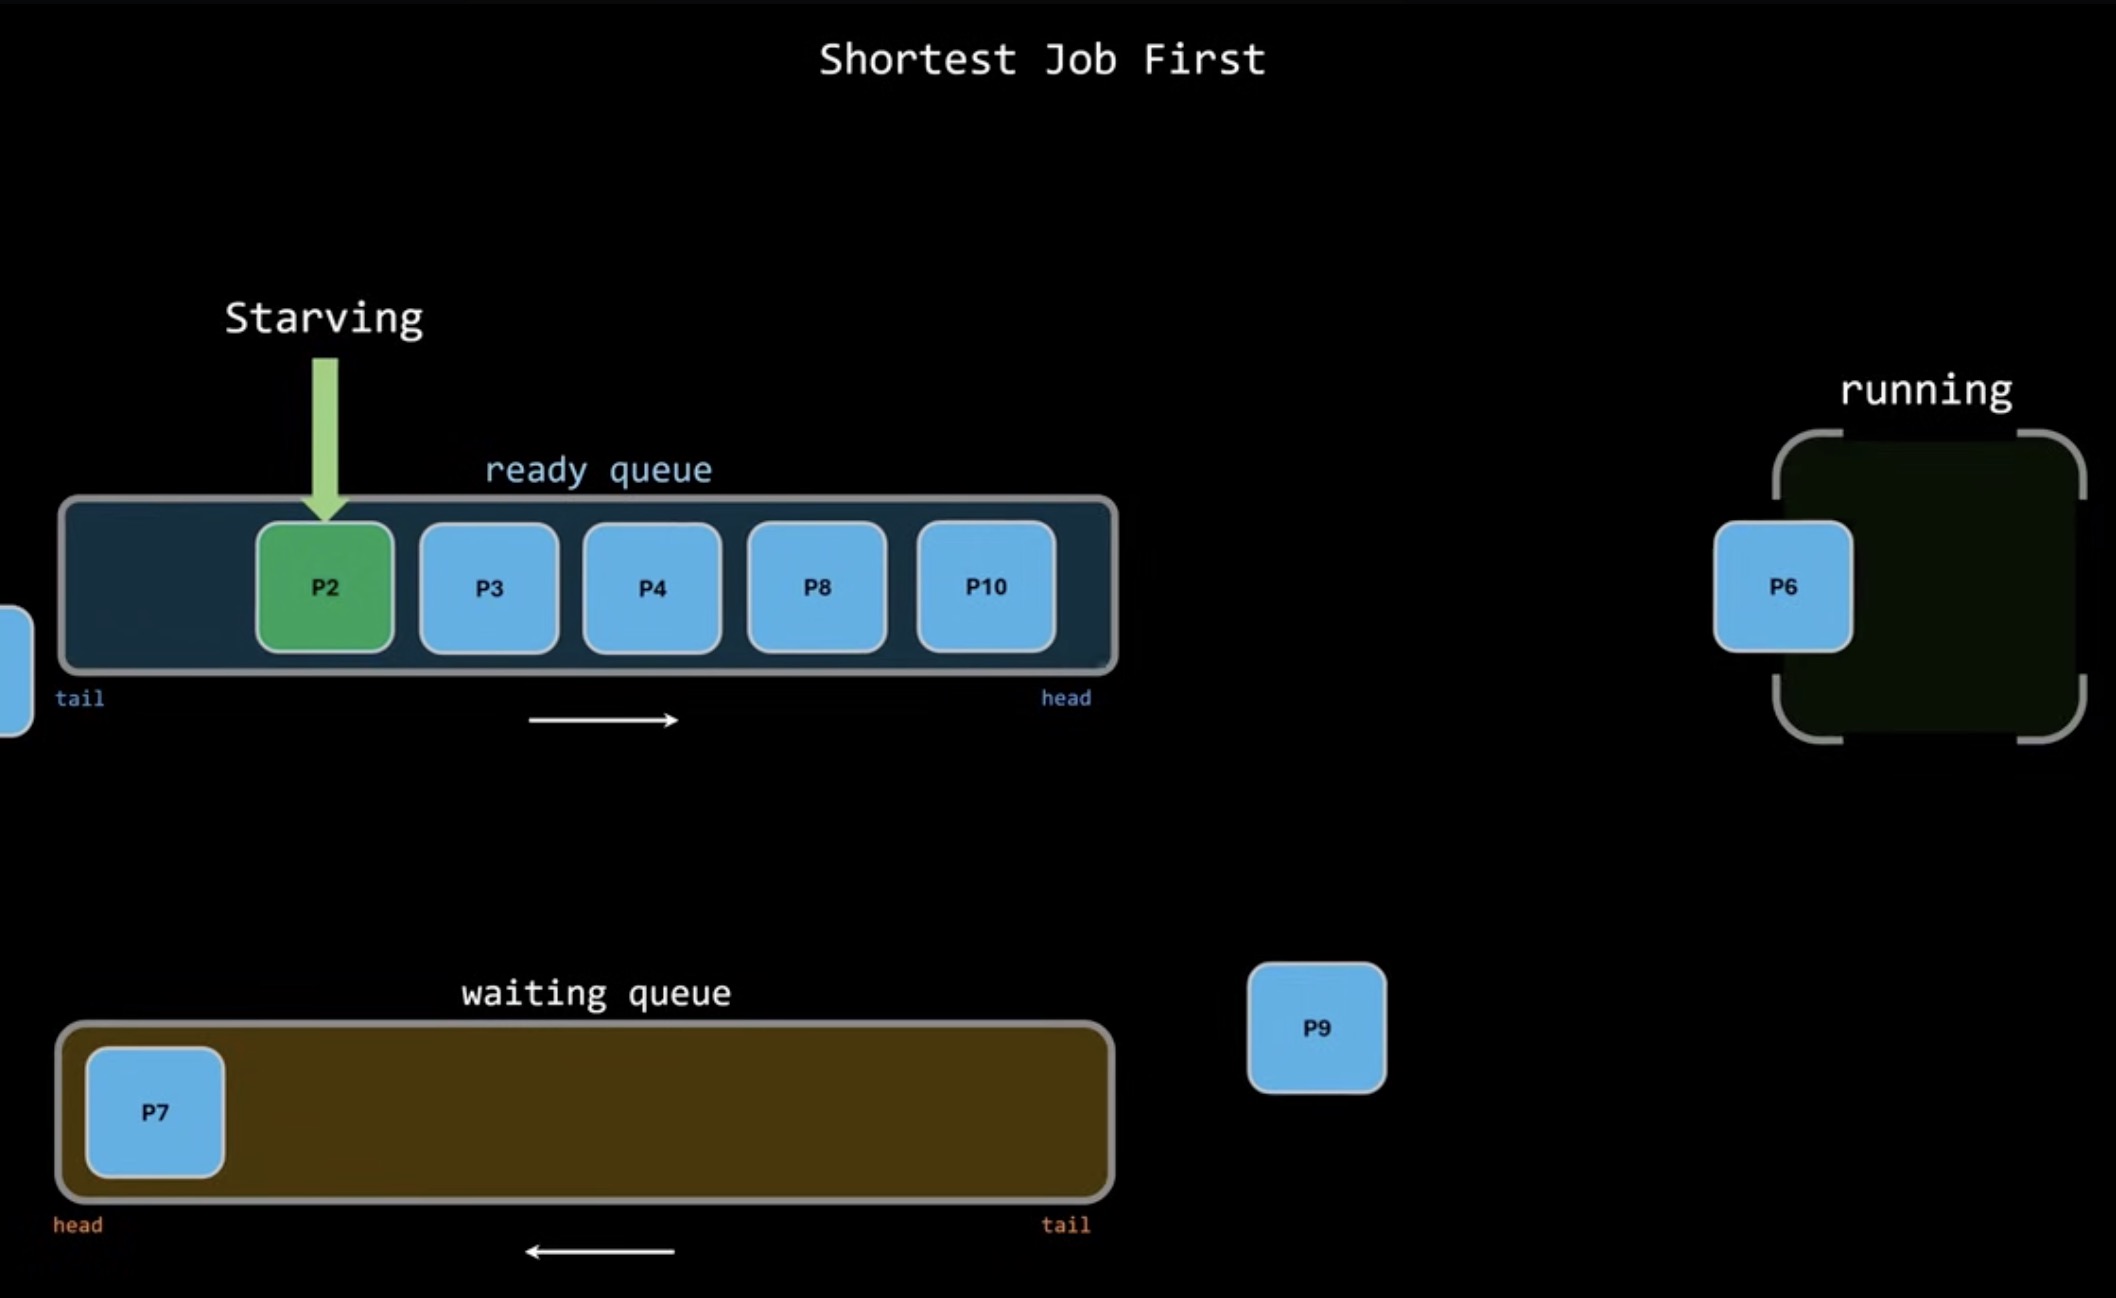 Shortest Job First
Starving
running
ready queue
P2
P3
P4
P8
P10
P6
tail
head
waiting queue
P9
P7
head
tail